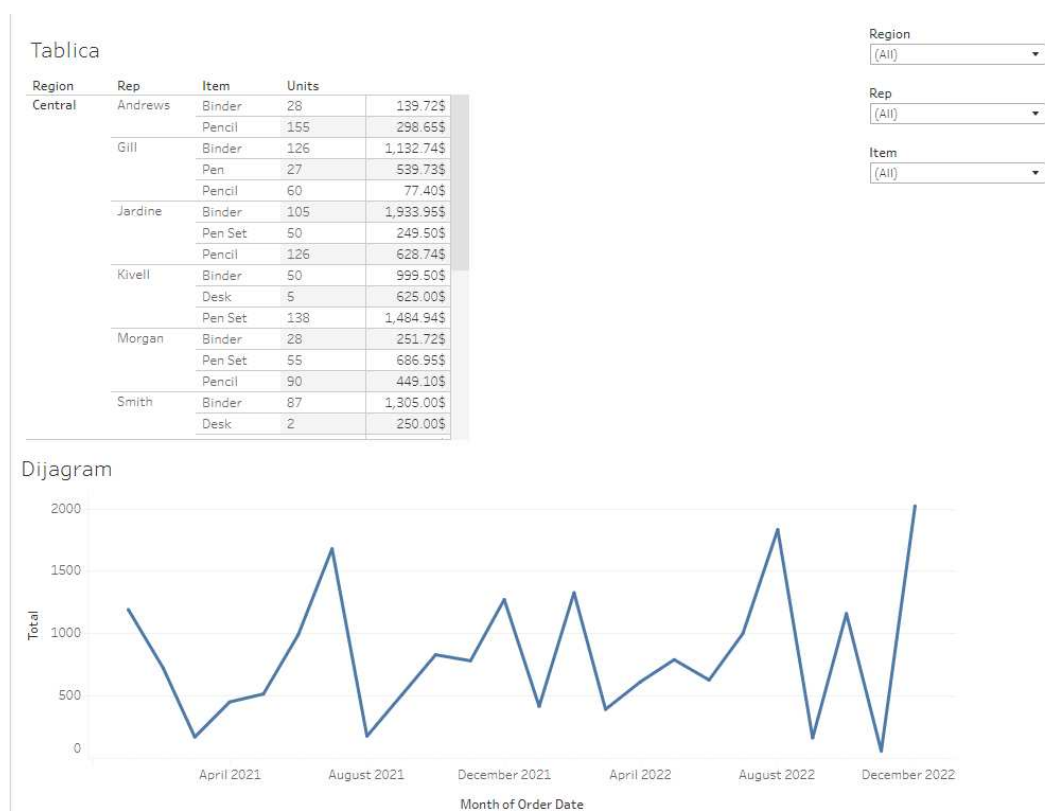 Tablica
Region Rep Item Units
Central Andrews Binder 28 139.72$
Pencil 155 298.65$
Gill Binder 126 1,132.74$
Pen 27 539.73$
Pencil 60 77.40$
Jardine Binder 105 1,933.95$
Pen Set 50 249.50$
Pencil 126 628.74$
Kivell Binder 50 999.50$
Desk 5 625.00$
Pen Set 138 1,484.94$
Morgan Binder 28 251.72$
Pen Set 55 686.95$
Pencil 90 449.10$
Smith Binder 87 1,305.00$
Desk 2 250.00$
Region
(All)
Rep
(All)
Item
(All)
Dijagram
2000
1500
1000
500
0
Total
April 2021 August 2021 December 2021 April 2022 August 2022 December 2022
Month of Order Date